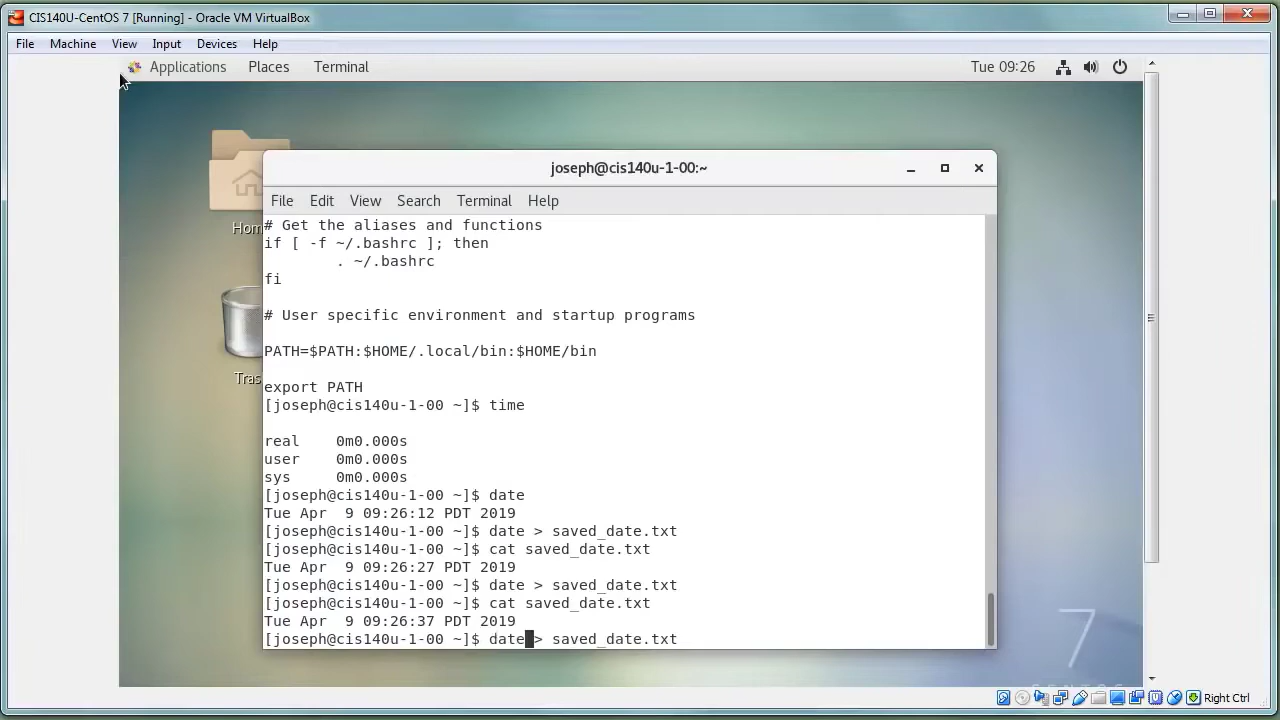 CIS140U-CentOS 7 [Running] - Oracle VM VirtualBox
File Machine View Input Devices Help
Applications Places Terminal Tue 09:26
joseph@cis140u-1-00:~
File Edit View Search Terminal Help
# Get the aliases and functions
if [ -f ~/.bashrc ]; then
        . ~/.bashrc
fi
# User specific environment and startup programs
PATH=$PATH:$HOME/.local/bin:$HOME/bin
export PATH
[joseph@cis140u-1-00 ~]$ time
real    0m0.000s
user    0m0.000s
sys     0m0.000s
[joseph@cis140u-1-00 ~]$ date
Tue Apr  9 09:26:12 PDT 2019
[joseph@cis140u-1-00 ~]$ date > saved_date.txt
[joseph@cis140u-1-00 ~]$ cat saved_date.txt
Tue Apr  9 09:26:27 PDT 2019
[joseph@cis140u-1-00 ~]$ date > saved_date.txt
[joseph@cis140u-1-00 ~]$ cat saved_date.txt
Tue Apr  9 09:26:37 PDT 2019
[joseph@cis140u-1-00 ~]$ date > saved_date.txt
7
Right Ctrl